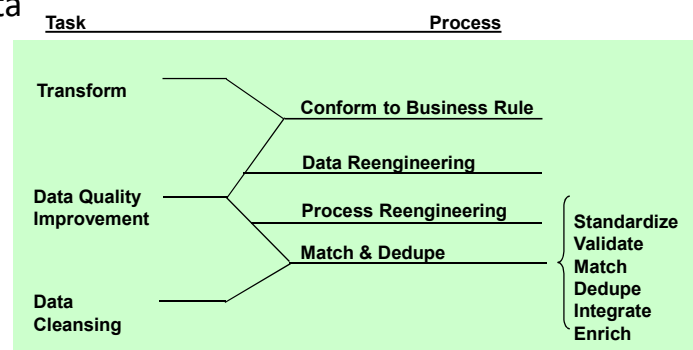 ta
Task Process
Transform
Conform to Business Rule
Data Reengineering
Data Quality
Improvement
Process Reengineering
Match & Dedupe
Standardize
Validate
Match
Dedupe
Integrate
Enrich
Data
Cleansing